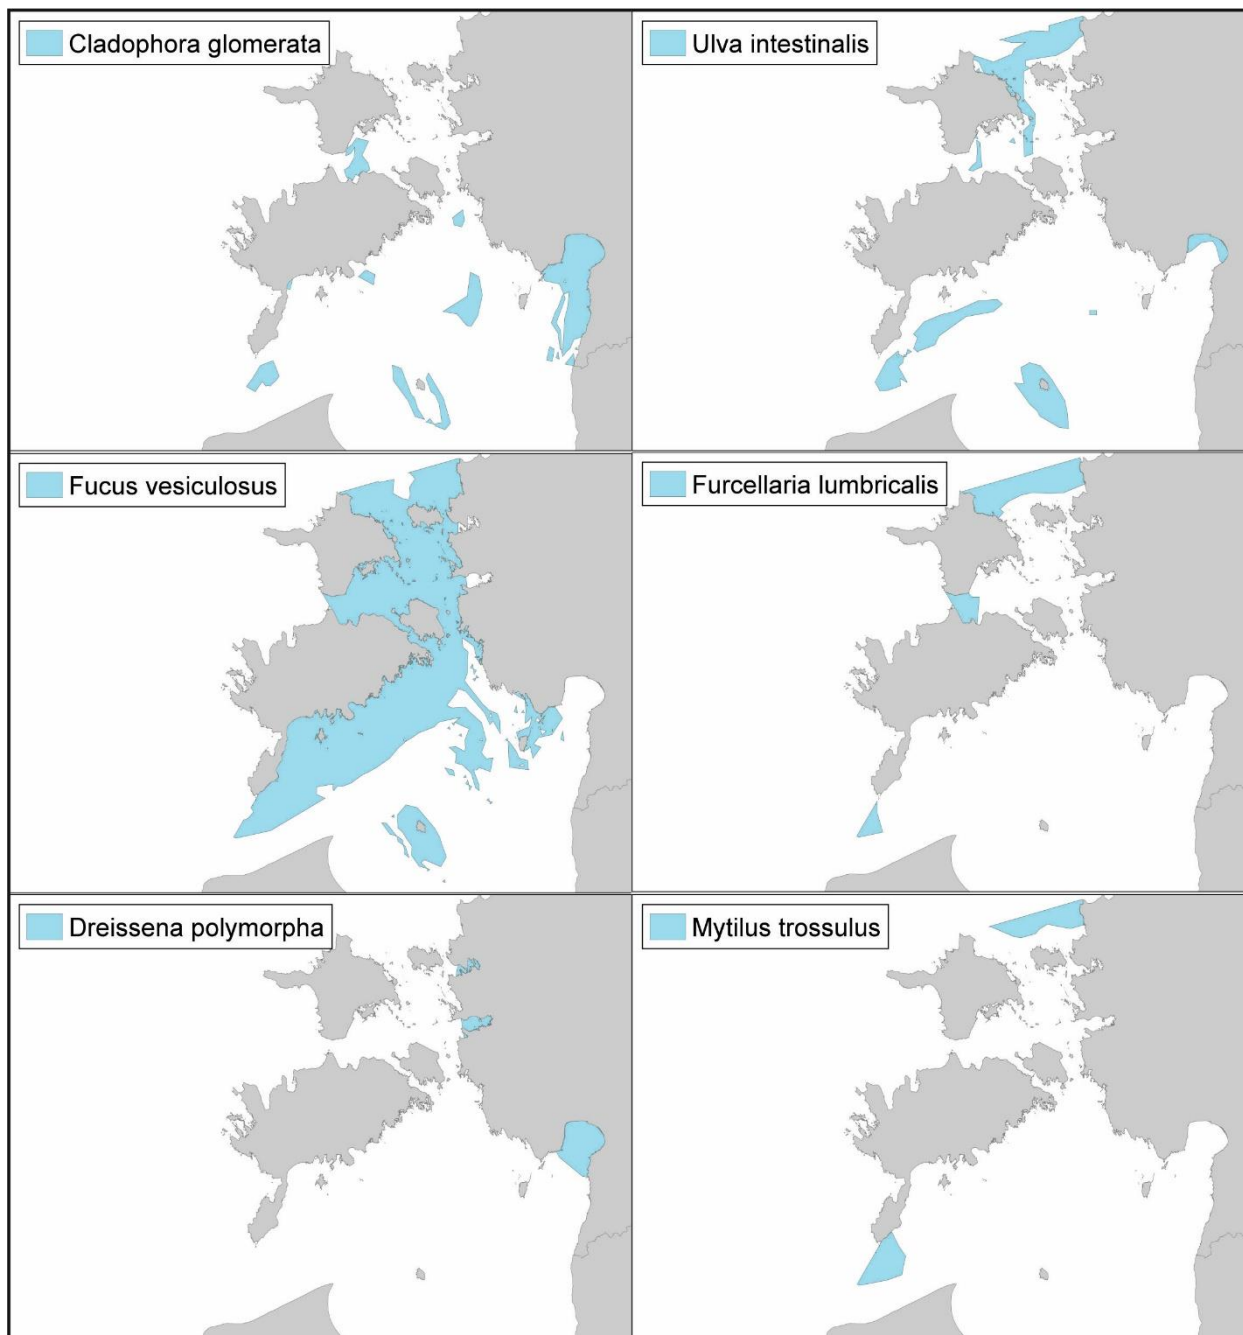 Cladophora glomerata
Ulva intestinalis
Fucus vesiculosus
Furcellaria lumbricalis
Dreissena polymorpha
Mytilus trossulus